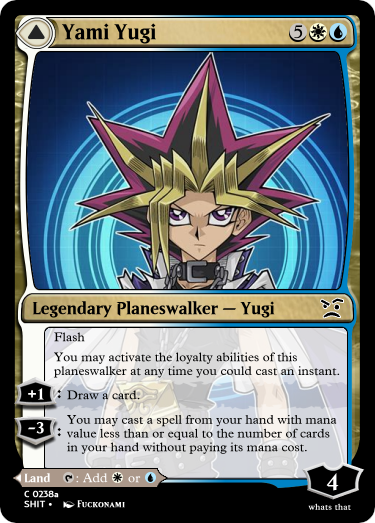 Yami Yugi 5
Legendary Planeswalker — Yugi
Flash
You may activate the loyalty abilities of this
planeswalker at any time you could cast an instant.
+1: Draw a card.
-3: You may cast a spell from your hand with mana
value less than or equal to the number of cards
in your hand without paying its mana cost.
Land : Add or
4
C 0238a
SHIT • Fuckonami
whats that